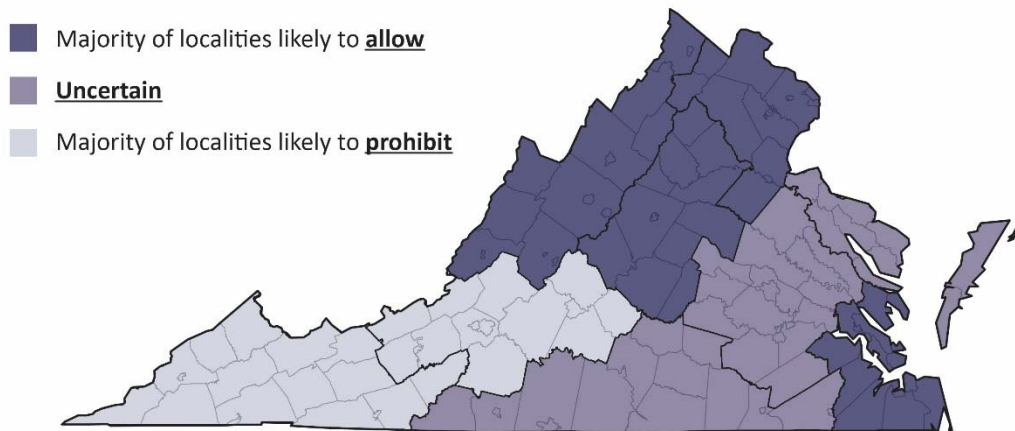 Majority of localities likely to allow
Uncertain
Majority of localities likely to prohibit